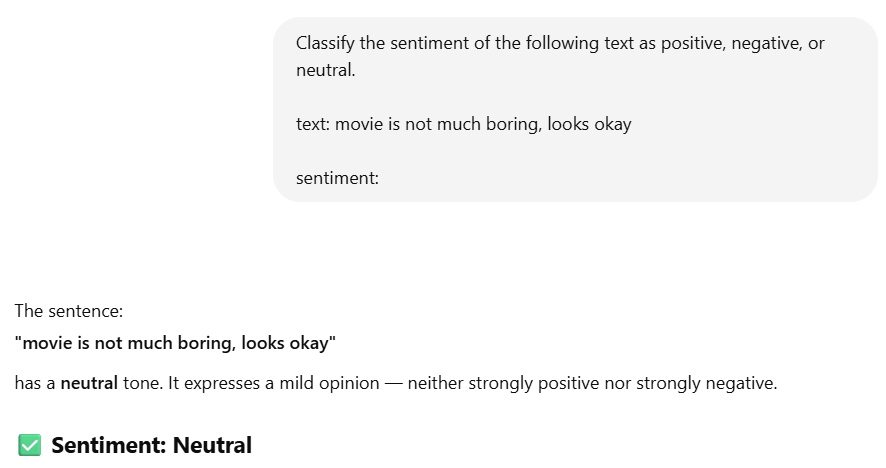 Classify the sentiment of the following text as positive, negative, or
neutral.
text: movie is not much boring, looks okay
sentiment:
The sentence:
"movie is not much boring, looks okay"
has a neutral tone. It expresses a mild opinion — neither strongly positive nor strongly negative.
✅ Sentiment: Neutral